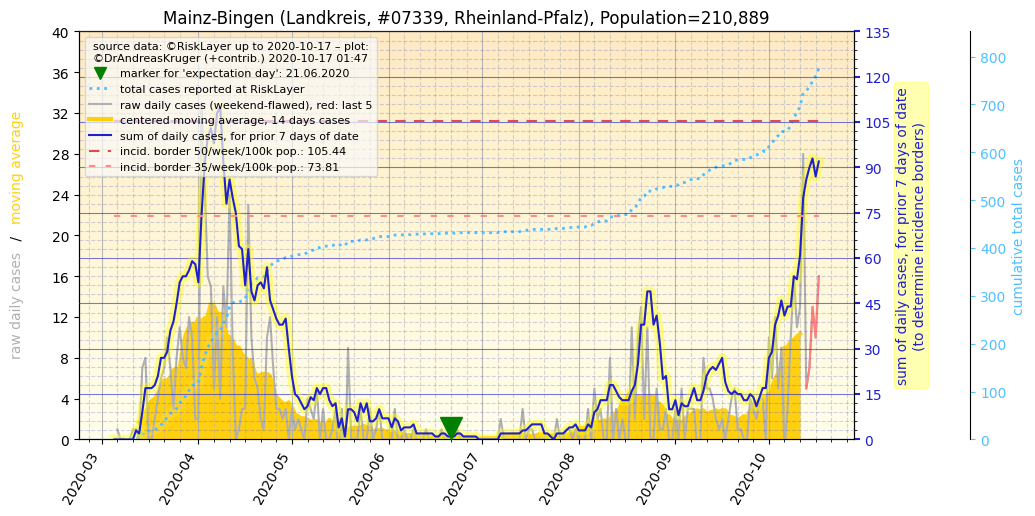 Mainz-Bingen (Landkreis, #07339, Rheinland-Pfalz), Population=210,889
source data: ©RiskLayer up to 2020-10-17 – plot:
©DrAndreasKruger (+contrib.) 2020-10-17 01:47
marker for 'expectation day': 21.06.2020
total cases reported at RiskLayer
raw daily cases (weekend-flawed), red: last 5
centered moving average, 14 days cases
sum of daily cases, for prior 7 days of date
incid. border 50/week/100k pop.: 105.44
incid. border 35/week/100k pop.: 73.81
raw daily cases / moving average
40
36
32
28
24
20
16
12
8
4
0
2020-03
2020-04
2020-05
2020-06
2020-07
2020-08
2020-09
2020-10
135
120
105
90
75
60
45
30
15
0
sum of daily cases, for prior 7 days of date
(to determine incidence borders)
800
700
600
500
400
300
200
100
0
cumulative total cases